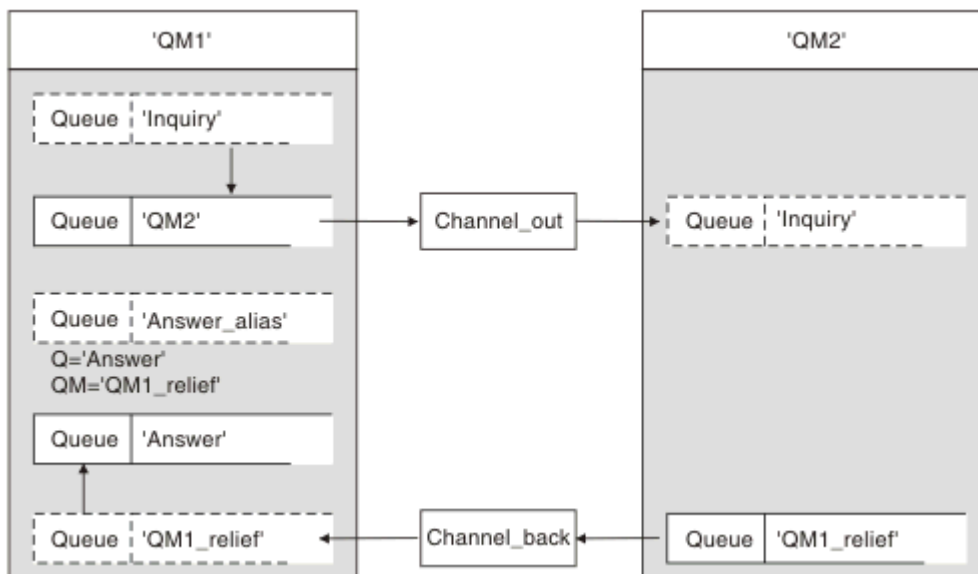 'QM1'
Queue 'Inquiry'
Queue 'QM2'
Queue 'Answer_alias'
Q='Answer'
QM='QM1_relief'
Queue 'Answer'
Queue 'QM1_relief'
Channel_out
Channel_back
'QM2'
Queue 'Inquiry'
Queue 'QM1_relief'